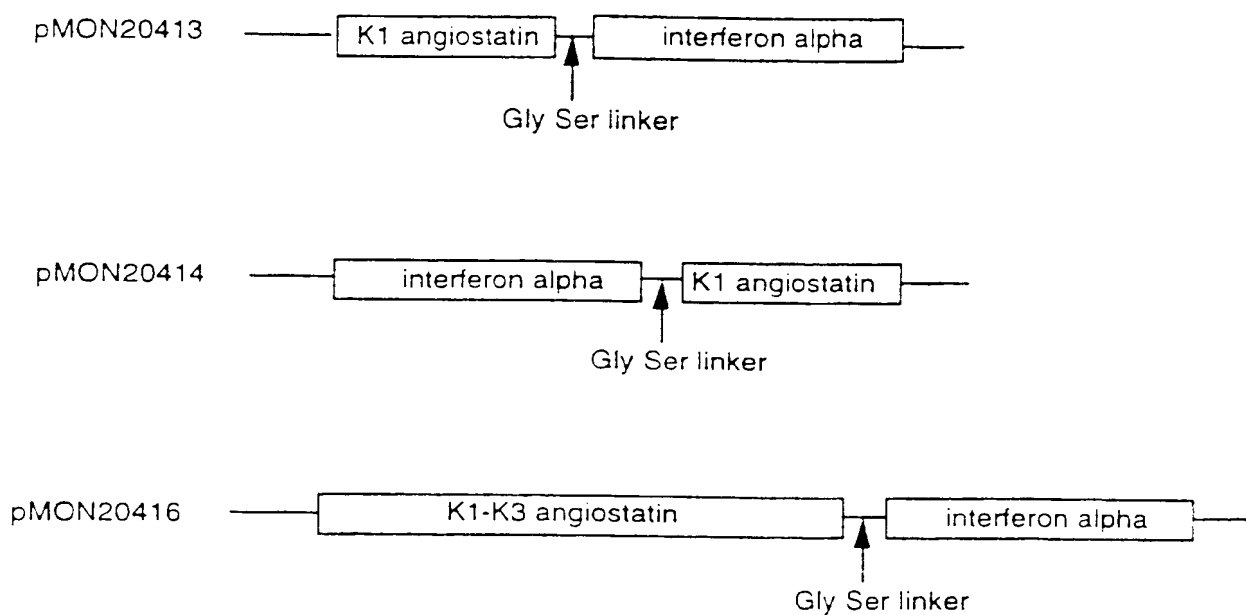 pMON20413
K1 angiostatin
interferon alpha
Gly Ser linker
pMON20414
interferon alpha
K1 angiostatin
Gly Ser linker
pMON20416
K1-K3 angiostatin
interferon alpha
Gly Ser linker